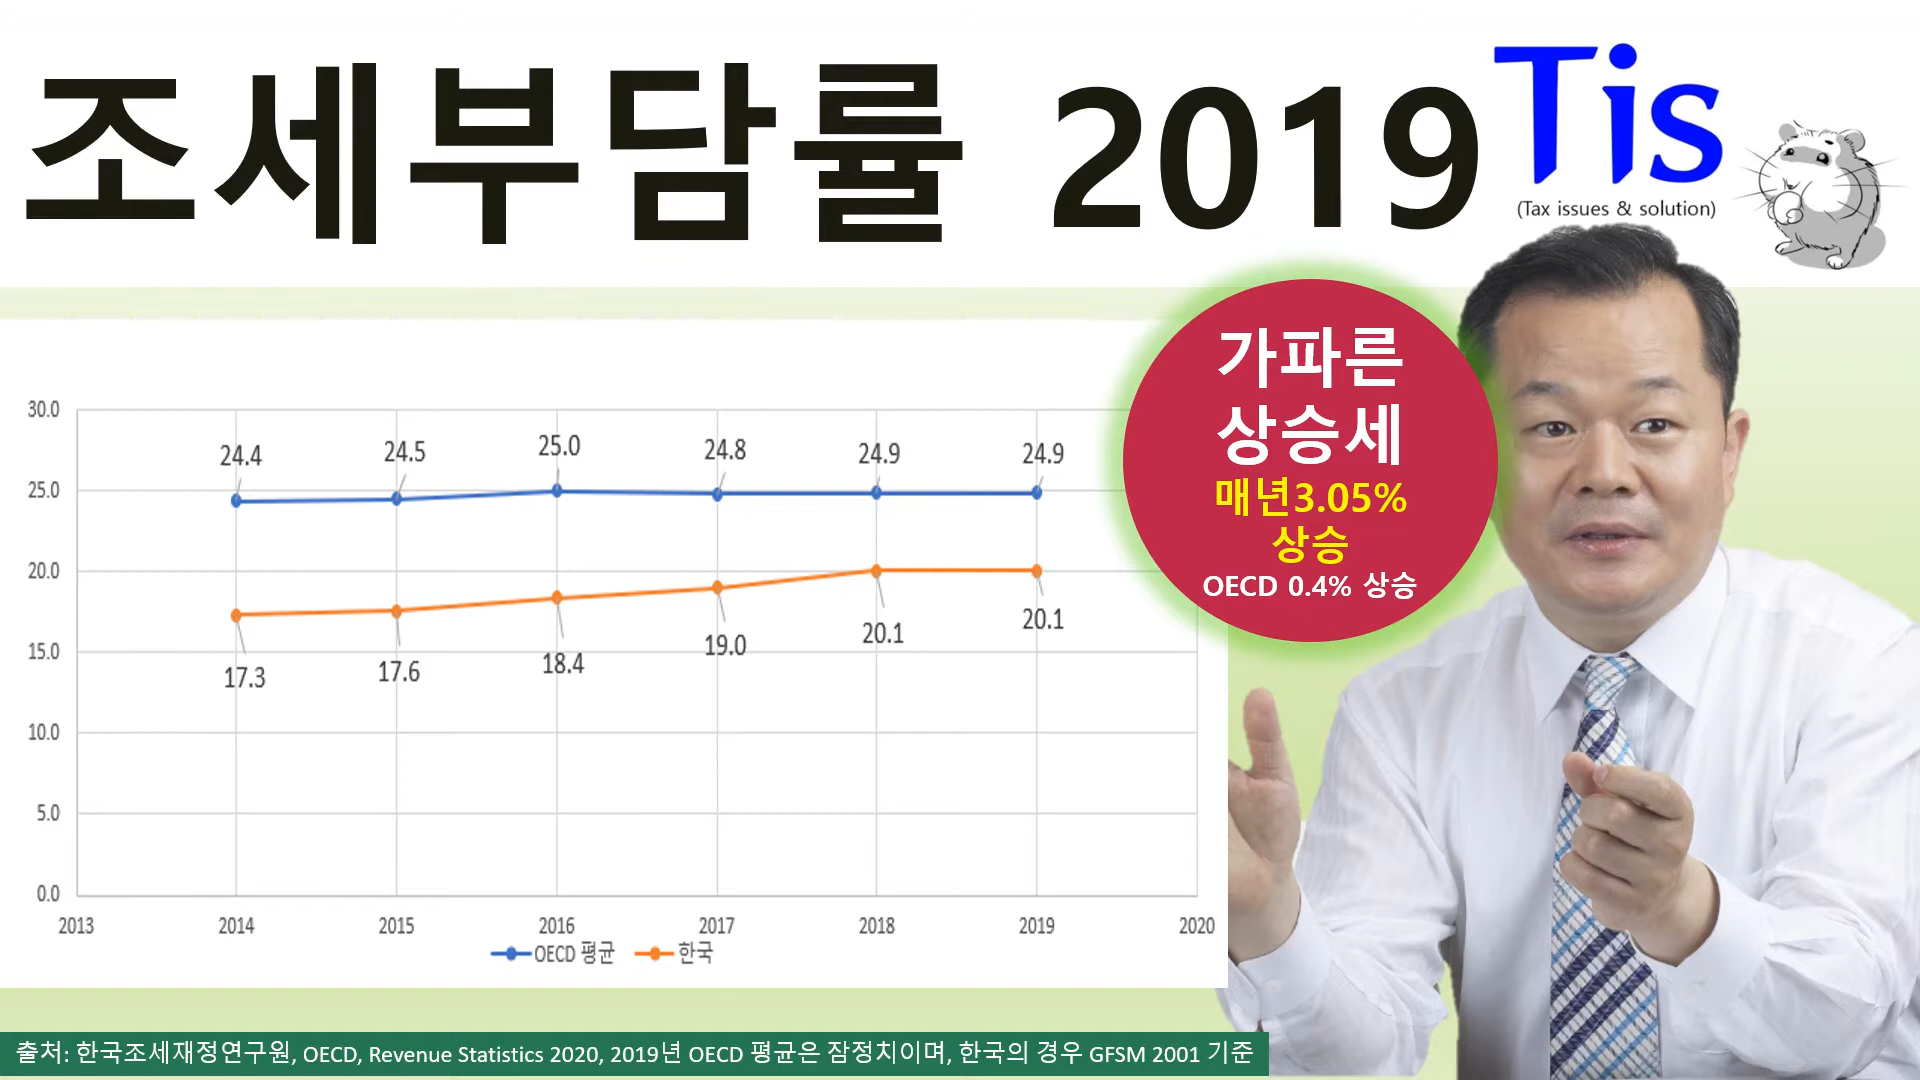 조세부담률 2019
Tis
(Tax issues & solution)
가파른
상승세
매년3.05%
상승
OECD 0.4% 상승
30.0
25.0
20.0
15.0
10.0
5.0
0.0
24.4 24.5 25.0 24.8 24.9 24.9
17.3 17.6 18.4 19.0 20.1 20.1
2013 2014 2015 2016 2017 2018 2019 2020
OECD 평균 한국
출처: 한국조세재정연구원, OECD, Revenue Statistics 2020, 2019년 OECD 평균은 잠정치이며, 한국의 경우 GFSM 2001 기준